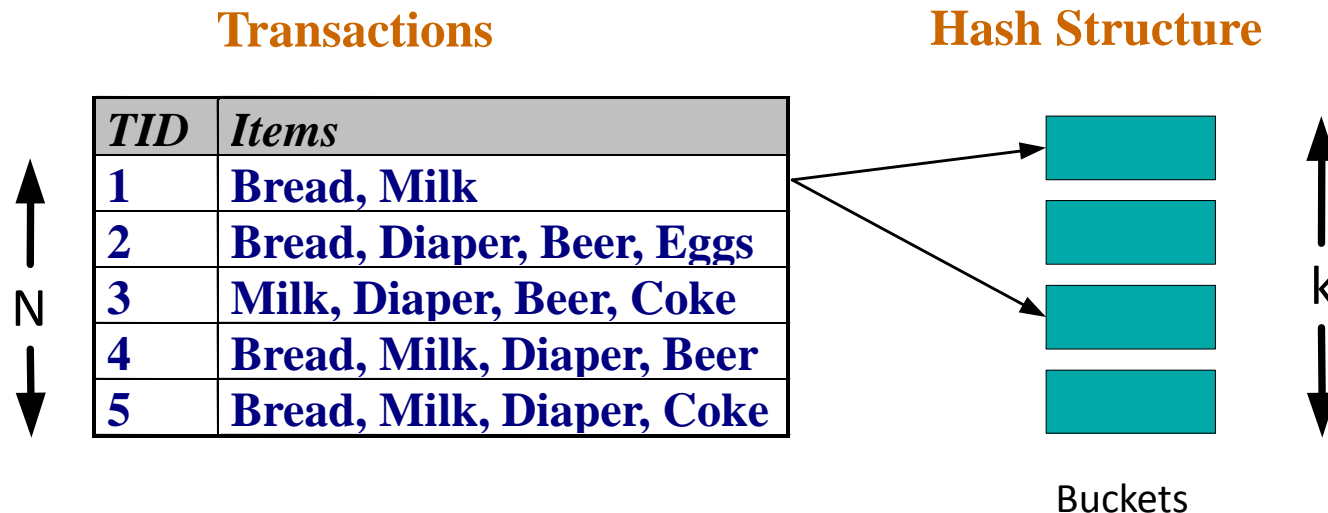 Transactions
Hash Structure
TID Items
1 Bread, Milk
2 Bread, Diaper, Beer, Eggs
3 Milk, Diaper, Beer, Coke
4 Bread, Milk, Diaper, Beer
5 Bread, Milk, Diaper, Coke
N
k
Buckets